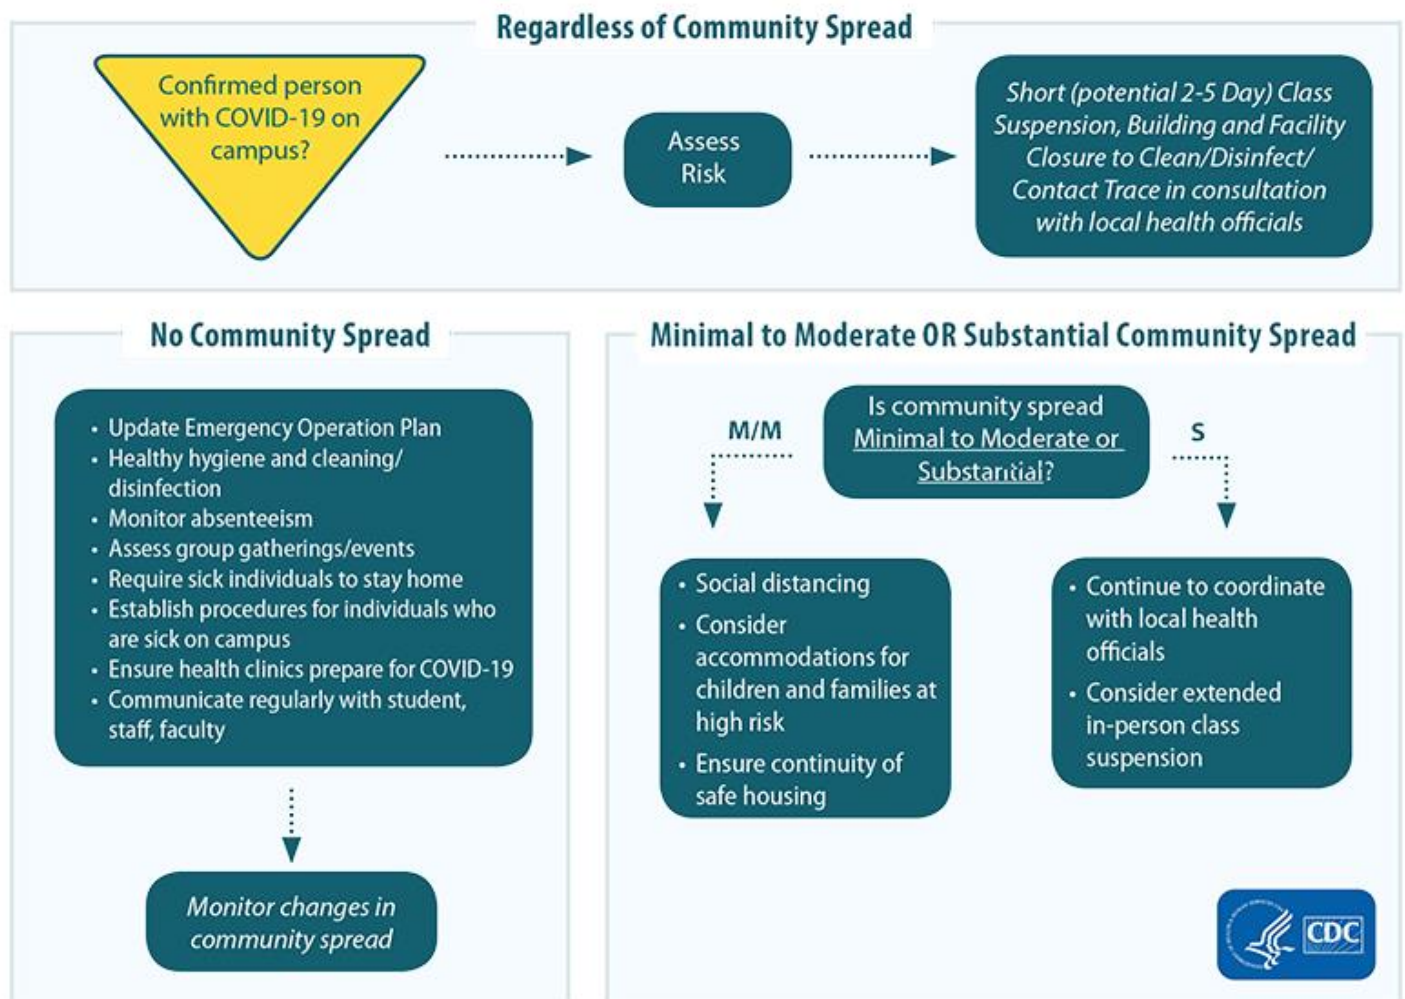 Regardless of Community Spread
Confirmed person
with COVID-19 on
campus?
Assess
Risk
Short (potential 2-5 Day) Class
Suspension, Building and Facility
Closure to Clean/Disinfect/
Contact Trace in consultation
with local health officials
No Community Spread
• Update Emergency Operation Plan
• Healthy hygiene and cleaning/
disinfection
• Monitor absenteeism
• Assess group gatherings/events
• Require sick individuals to stay home
• Establish procedures for individuals who
are sick on campus
• Ensure health clinics prepare for COVID-19
• Communicate regularly with student,
staff, faculty
Monitor changes in
community spread
Minimal to Moderate OR Substantial Community Spread
Is community spread
Minimal to Moderate or
Substantial?
M/M
S
• Social distancing
• Consider
accommodations for
children and families at
high risk
• Ensure continuity of
safe housing
• Continue to coordinate
with local health
officials
• Consider extended
in-person class
suspension
CDC